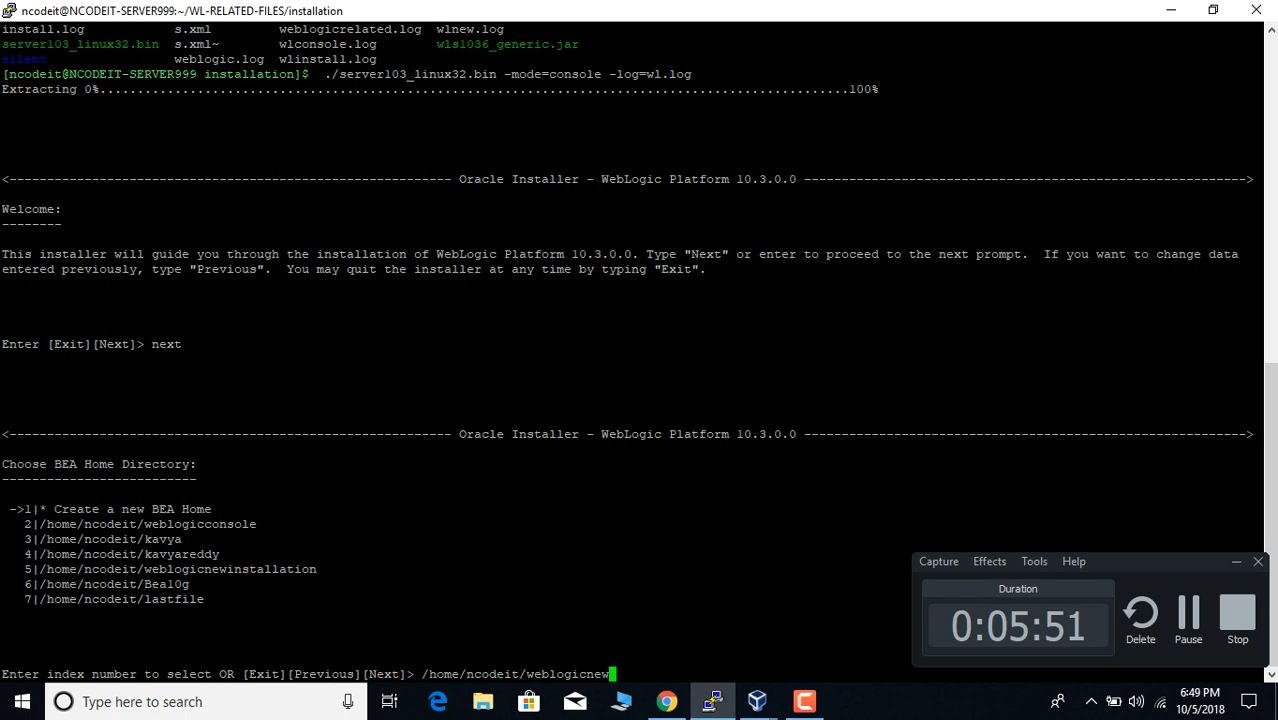 ncodeit@NCODEIT-SERVER999:~/WL-RELATED-FILES/installation
install.log s.xml weblogicrelated.log wlnew.log
server103_linux32.bin s.xml~ wlconsole.log wls1036_generic.jar
silent weblogic.log wlinstall.log
[ncodeit@NCODEIT-SERVER999 installation]$ ./server103_linux32.bin -mode=console -log=wl.log
Extracting 0%....................................................................................................100%
<----------------------------------------------------------- Oracle Installer - WebLogic Platform 10.3.0.0 ----------------------------------------------------------->
Welcome:
--------
This installer will guide you through the installation of WebLogic Platform 10.3.0.0. Type "Next" or enter to proceed to the next prompt. If you want to change data
entered previously, type "Previous". You may quit the installer at any time by typing "Exit".
Enter [Exit][Next]> next
<----------------------------------------------------------- Oracle Installer - WebLogic Platform 10.3.0.0 ----------------------------------------------------------->
Choose BEA Home Directory:
--------------------------
->1|* Create a new BEA Home
2|/home/ncodeit/weblogicconsole
3|/home/ncodeit/kavya
4|/home/ncodeit/kavyareddy
5|/home/ncodeit/weblogicnewinstallation
6|/home/ncodeit/Bea10g
7|/home/ncodeit/lastfile
Enter index number to select OR [Exit][Previous][Next]> /home/ncodeit/weblogicnew
Capture Effects Tools Help
Duration
0:05:51
Delete Pause Stop
Type here to search
6:49 PM
10/5/2018